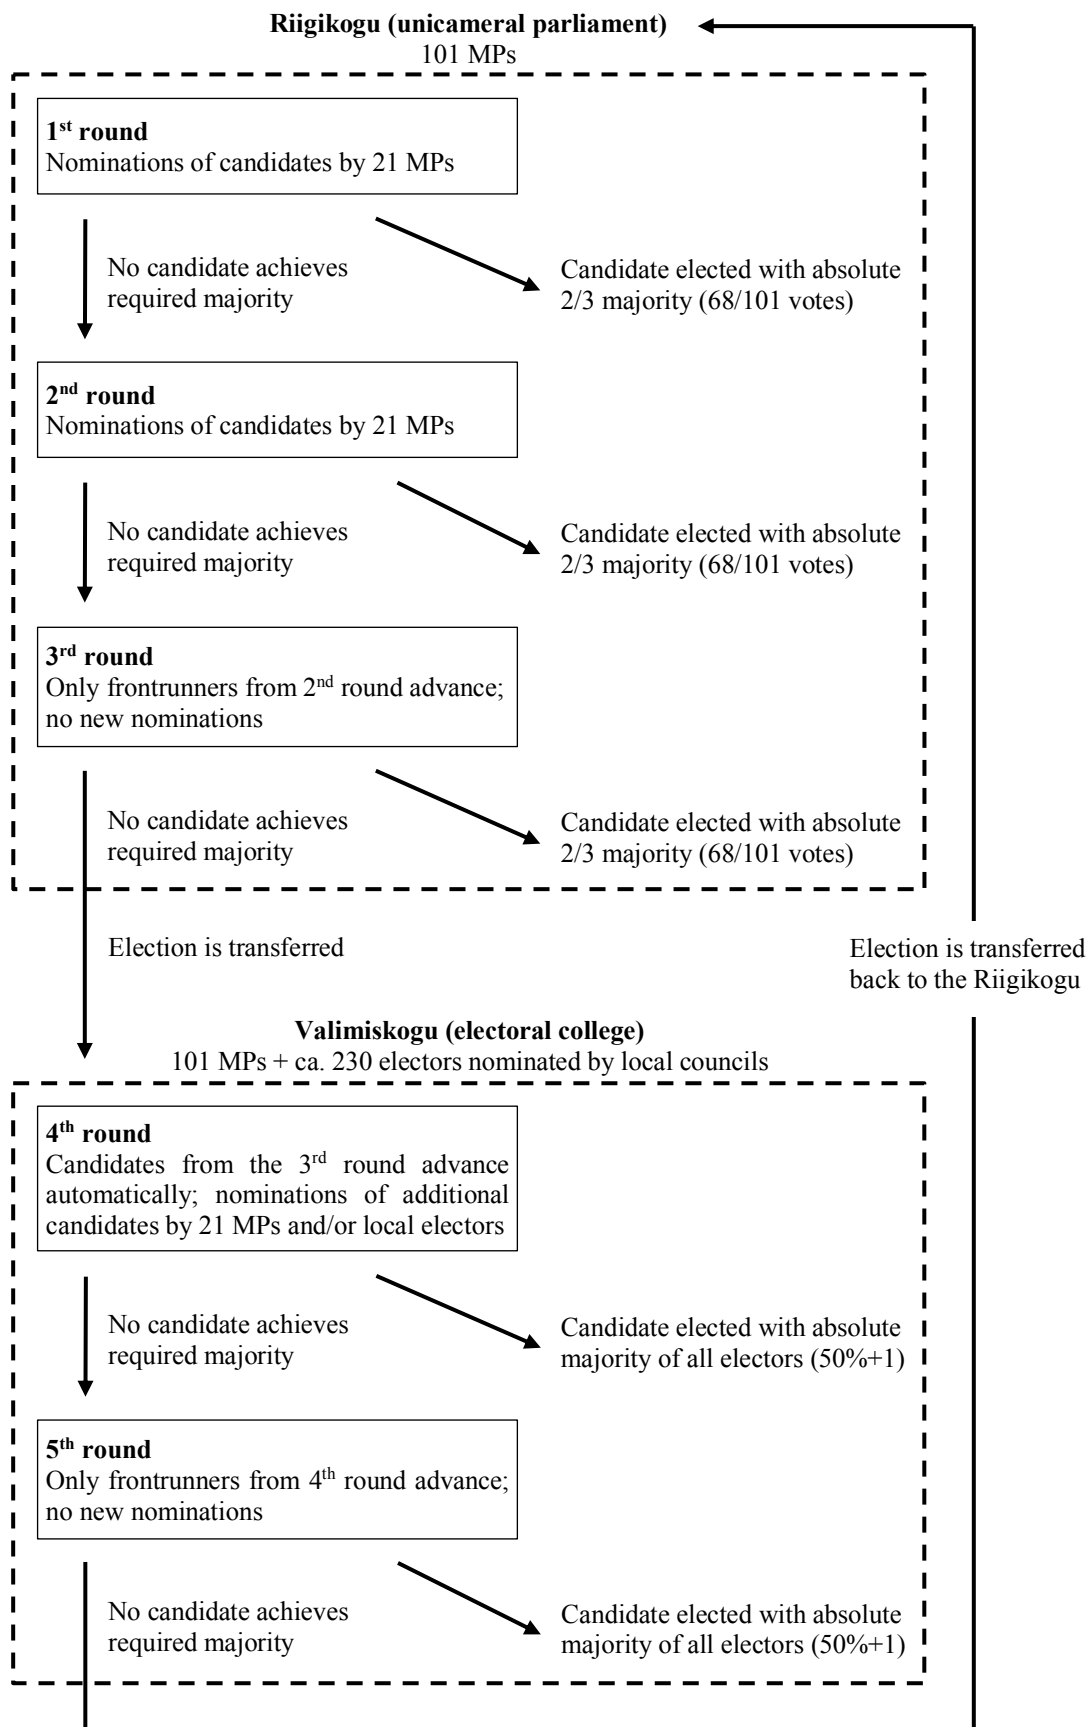 Riigikogu (unicameral parliament)
101 MPs
1st round
Nominations of candidates by 21 MPs
No candidate achieves
required majority
Candidate elected with absolute
2/3 majority (68/101 votes)
2nd round
Nominations of candidates by 21 MPs
No candidate achieves
required majority
Candidate elected with absolute
2/3 majority (68/101 votes)
3rd round
Only frontrunners from 2nd round advance;
no new nominations
No candidate achieves
required majority
Candidate elected with absolute
2/3 majority (68/101 votes)
Election is transferred
Election is transferred
back to the Riigikogu
Valimiskogu (electoral college)
101 MPs + ca. 230 electors nominated by local councils
4th round
Candidates from the 3rd round advance
automatically; nominations of additional
candidates by 21 MPs and/or local electors
No candidate achieves
required majority
Candidate elected with absolute
majority of all electors (50%+1)
5th round
Only frontrunners from 4th round advance;
no new nominations
No candidate achieves
required majority
Candidate elected with absolute
majority of all electors (50%+1)